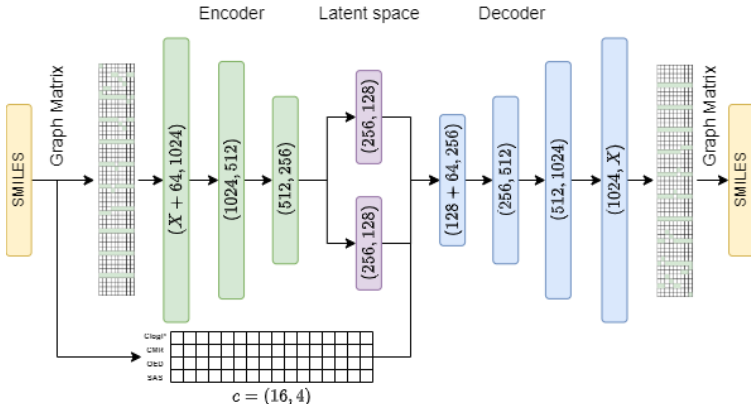 Encoder
Latent space
Decoder
SMILES
Graph Matrix
(X + 64, 1024)
(1024, 512)
(512, 256)
(256, 128)
(256, 128)
(128 + 64, 256)
(256, 512)
(512, 1024)
(1024, X)
Graph Matrix
SMILES
ClogP
CMR
QED
SAS
c = (16, 4)